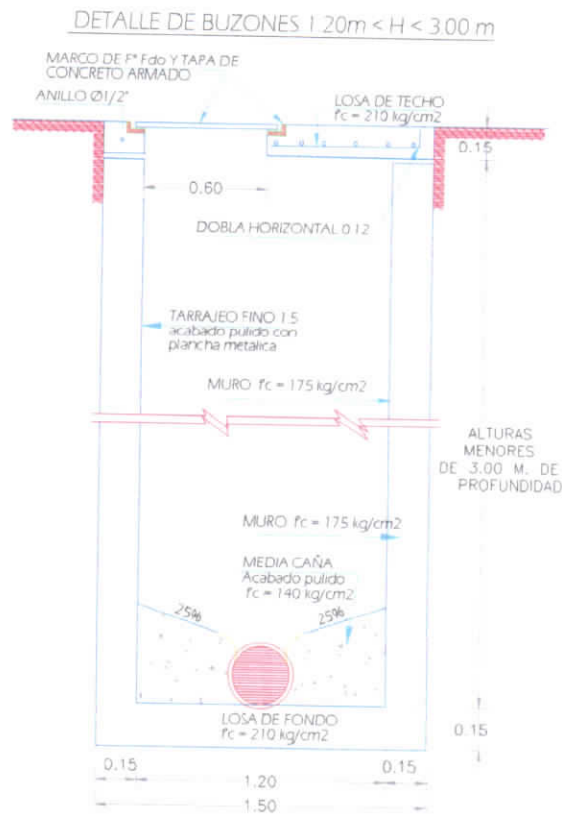 DETALLE DE BUZONES 1.20m < H < 3.00 m
MARCO DE F° Fdo Y TAPA DE
CONCRETO ARMADO
ANILLO Ø1/2"
LOSA DE TECHO
f'c = 210 kg/cm2
0.15
0.60
DOBLA HORIZONTAL 0.12
TARRAJEO FINO 1:5
acabado pulido con
plancha metalica
MURO f'c = 175 kg/cm2
ALTURAS
MENORES
DE 3.00 M. DE
PROFUNDIDAD
MURO f'c = 175 kg/cm2
MEDIA CAÑA
Acabado pulido
f'c = 140 kg/cm2
25%
25%
LOSA DE FONDO
f'c = 210 kg/cm2
0.15
0.15
1.20
0.15
1.50